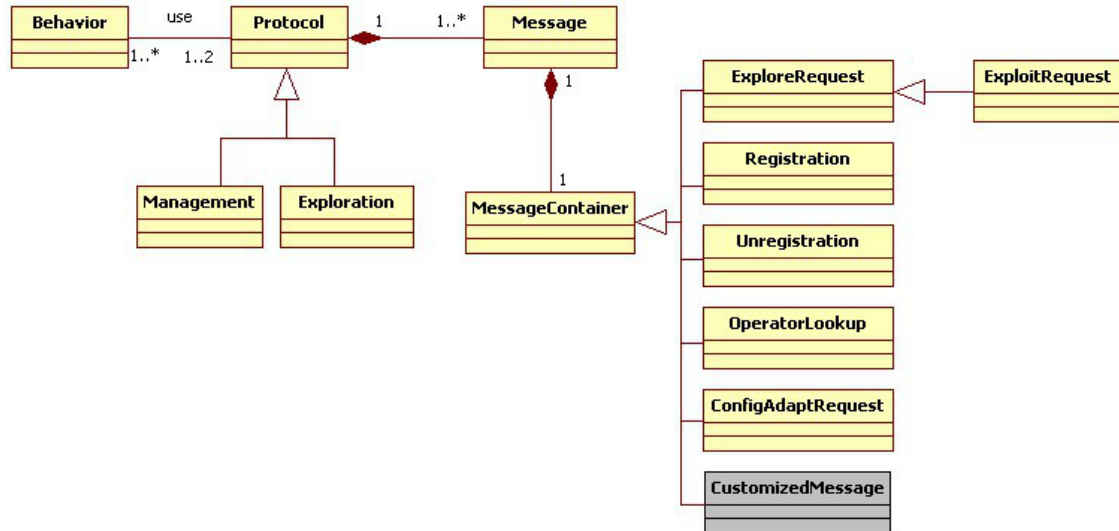 Behavior
use
1..*
1..2
Protocol
1
1..*
Message
1
1
ExploreRequest
ExploitRequest
Registration
Management
Exploration
MessageContainer
Unregistration
OperatorLookup
ConfigAdaptRequest
CustomizedMessage